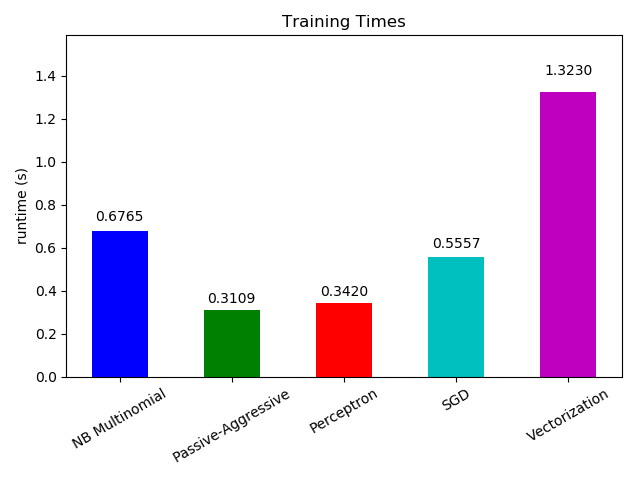 Training Times
runtime (s)
1.4
1.2
1.0
0.8
0.6
0.4
0.2
0.0
0.6765
0.3109
0.3420
0.5557
1.3230
NB Multinomial
Passive-Aggressive
Perceptron
SGD
Vectorization